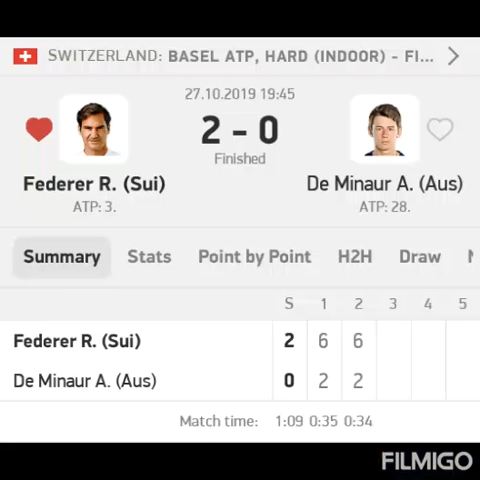 SWITZERLAND: BASEL ATP, HARD (INDOOR) - FI...
27.10.2019 19:45
2 - 0
Finished
Federer R. (Sui)
De Minaur A. (Aus)
ATP: 3.
ATP: 28.
Summary Stats Point by Point H2H Draw
S 1 2 3 4 5
Federer R. (Sui) 2 6 6
De Minaur A. (Aus) 0 2 2
Match time: 1:09 0:35 0:34
FILMIGO